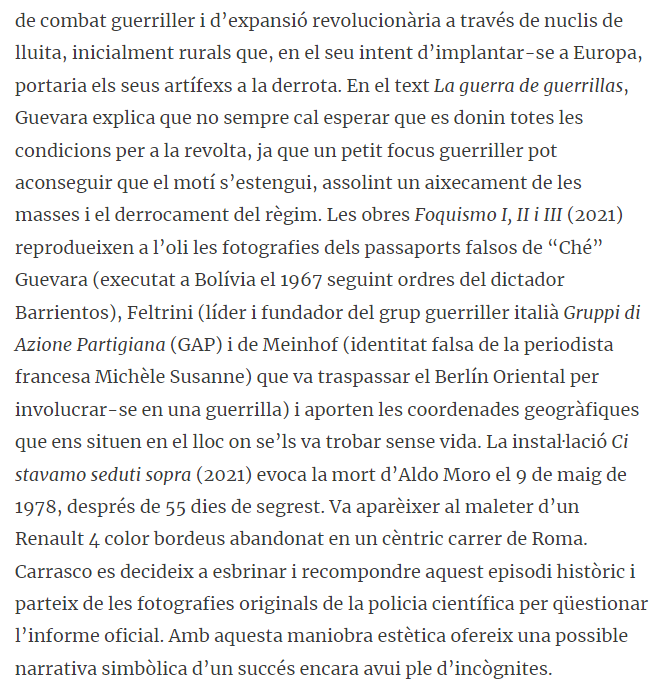 de combat guerriller i d’expansió revolucionària a través de nuclis de
lluita, inicialment rurals que, en el seu intent d’implantar-se a Europa,
portaria els seus artífexs a la derrota. En el text La guerra de guerrillas,
Guevara explica que no sempre cal esperar que es donin totes les
condicions per a la revolta, ja que un petit focus guerriller pot
aconseguir que el motí s’estengui, assolint un aixecament de les
masses i el derrocament del règim. Les obres Foquismo I, II i III (2021)
reprodueixen a l’oli les fotografies dels passaports falsos de “Ché”
Guevara (executat a Bolívia el 1967 seguint ordres del dictador
Barrientos), Feltrini (líder i fundador del grup guerriller italià Gruppi di
Azione Partigiana (GAP) i de Meinhof (identitat falsa de la periodista
francesa Michèle Susanne) que va traspassar el Berlín Oriental per
involucrar-se en una guerrilla) i aporten les coordenades geogràfiques
que ens situen en el lloc on se’ls va trobar sense vida. La instal·lació Ci
stavamo seduti sopra (2021) evoca la mort d’Aldo Moro el 9 de maig de
1978, després de 55 dies de segrest. Va aparèixer al maleter d’un
Renault 4 color bordeus abandonat en un cèntric carrer de Roma.
Carrasco es decideix a esbrinar i recompondre aquest episodi històric i
parteix de les fotografies originals de la policia científica per qüestionar
l’informe oficial. Amb aquesta maniobra estètica ofereix una possible
narrativa simbòlica d’un succés encara avui ple d’incògnites.